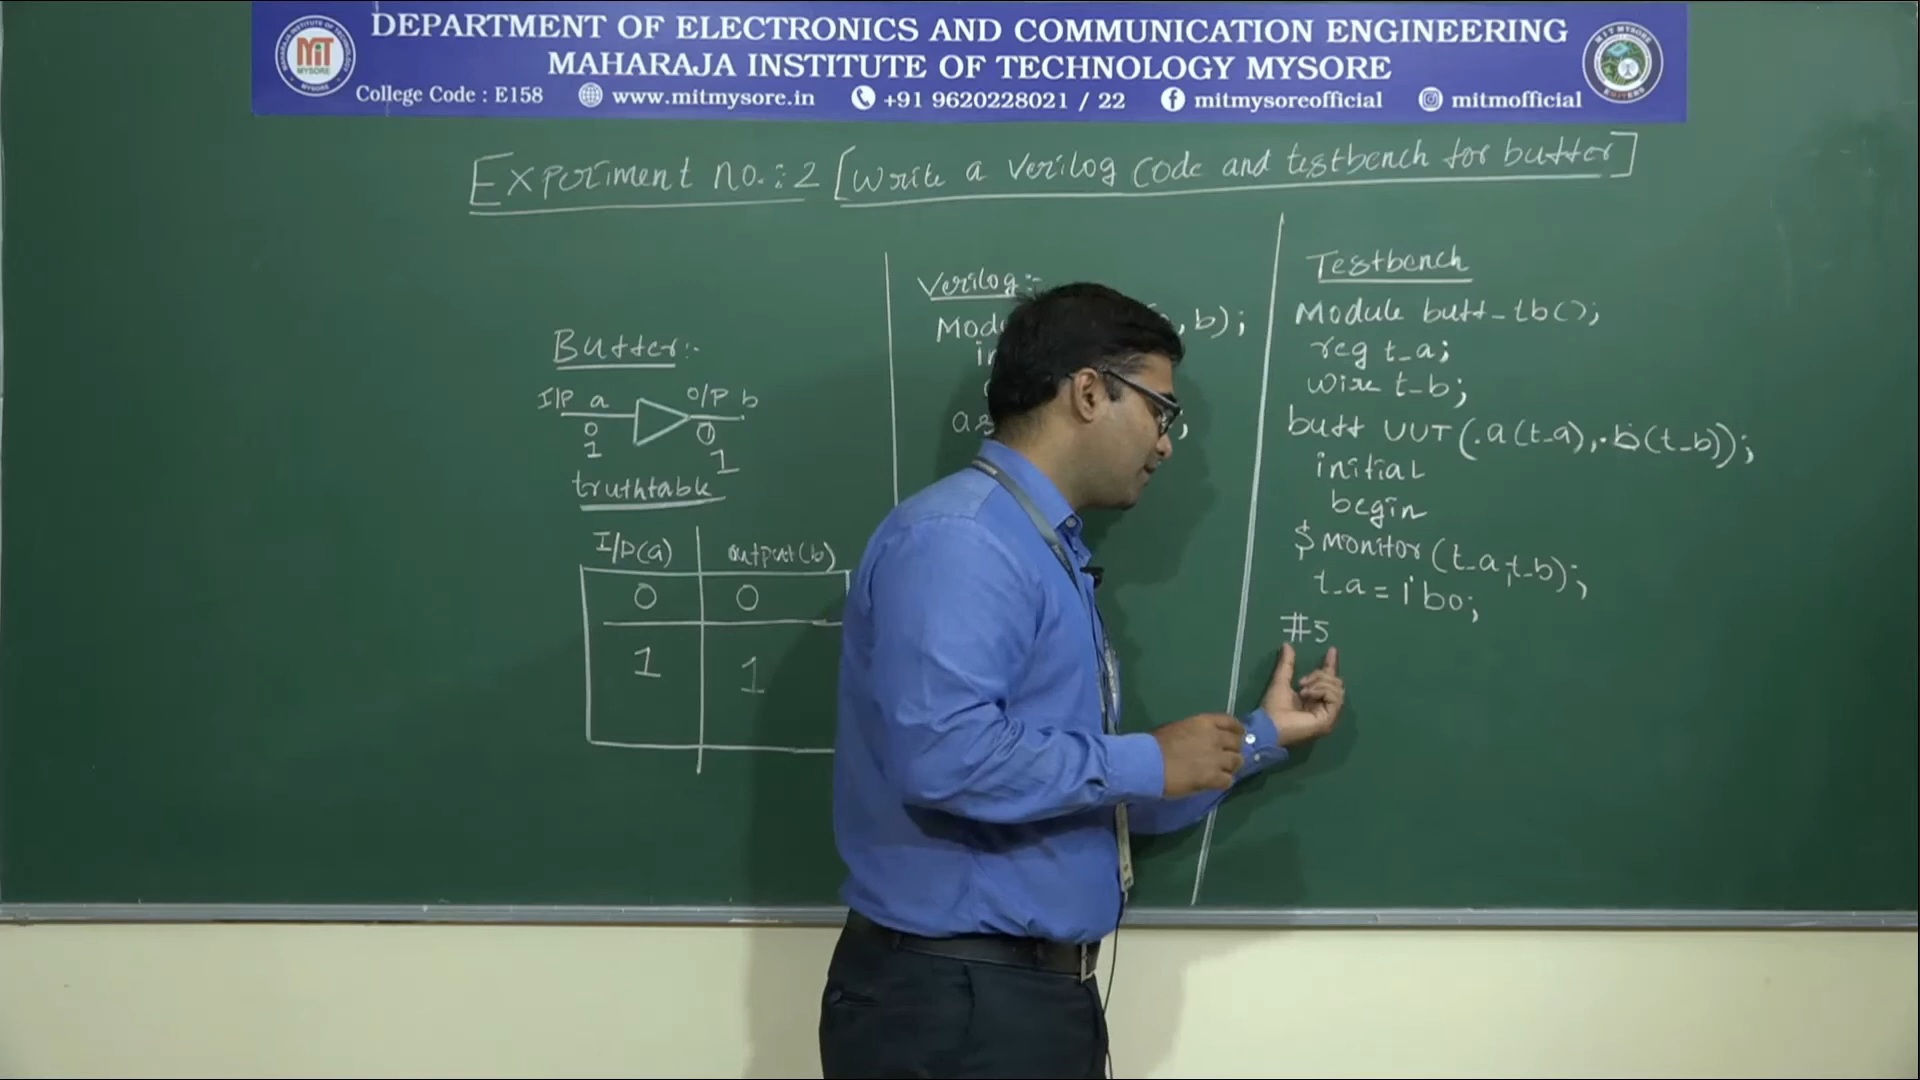 DEPARTMENT OF ELECTRONICS AND COMMUNICATION ENGINEERING
MAHARAJA INSTITUTE OF TECHNOLOGY MYSORE
College Code : E158 www.mitmysore.in +91 9620228021 / 22 mitmysoreofficial mitmofficial
MIT
MYSORE
Experiment no.:2 [Write a Verilog code and testbench for buffer]
Buffer:-
I/P a O/P b
0 0
1 1
truthtable
I/P(a) output(b)
0 0
1 1
Verilog:-
, b);
Testbench
Module buff_tb();
reg t_a;
wire t_b;
buff UUT(.a(t_a),.b(t_b));
initial
begin
$monitor(t_a,t_b);
t_a = 1'b0;
#5